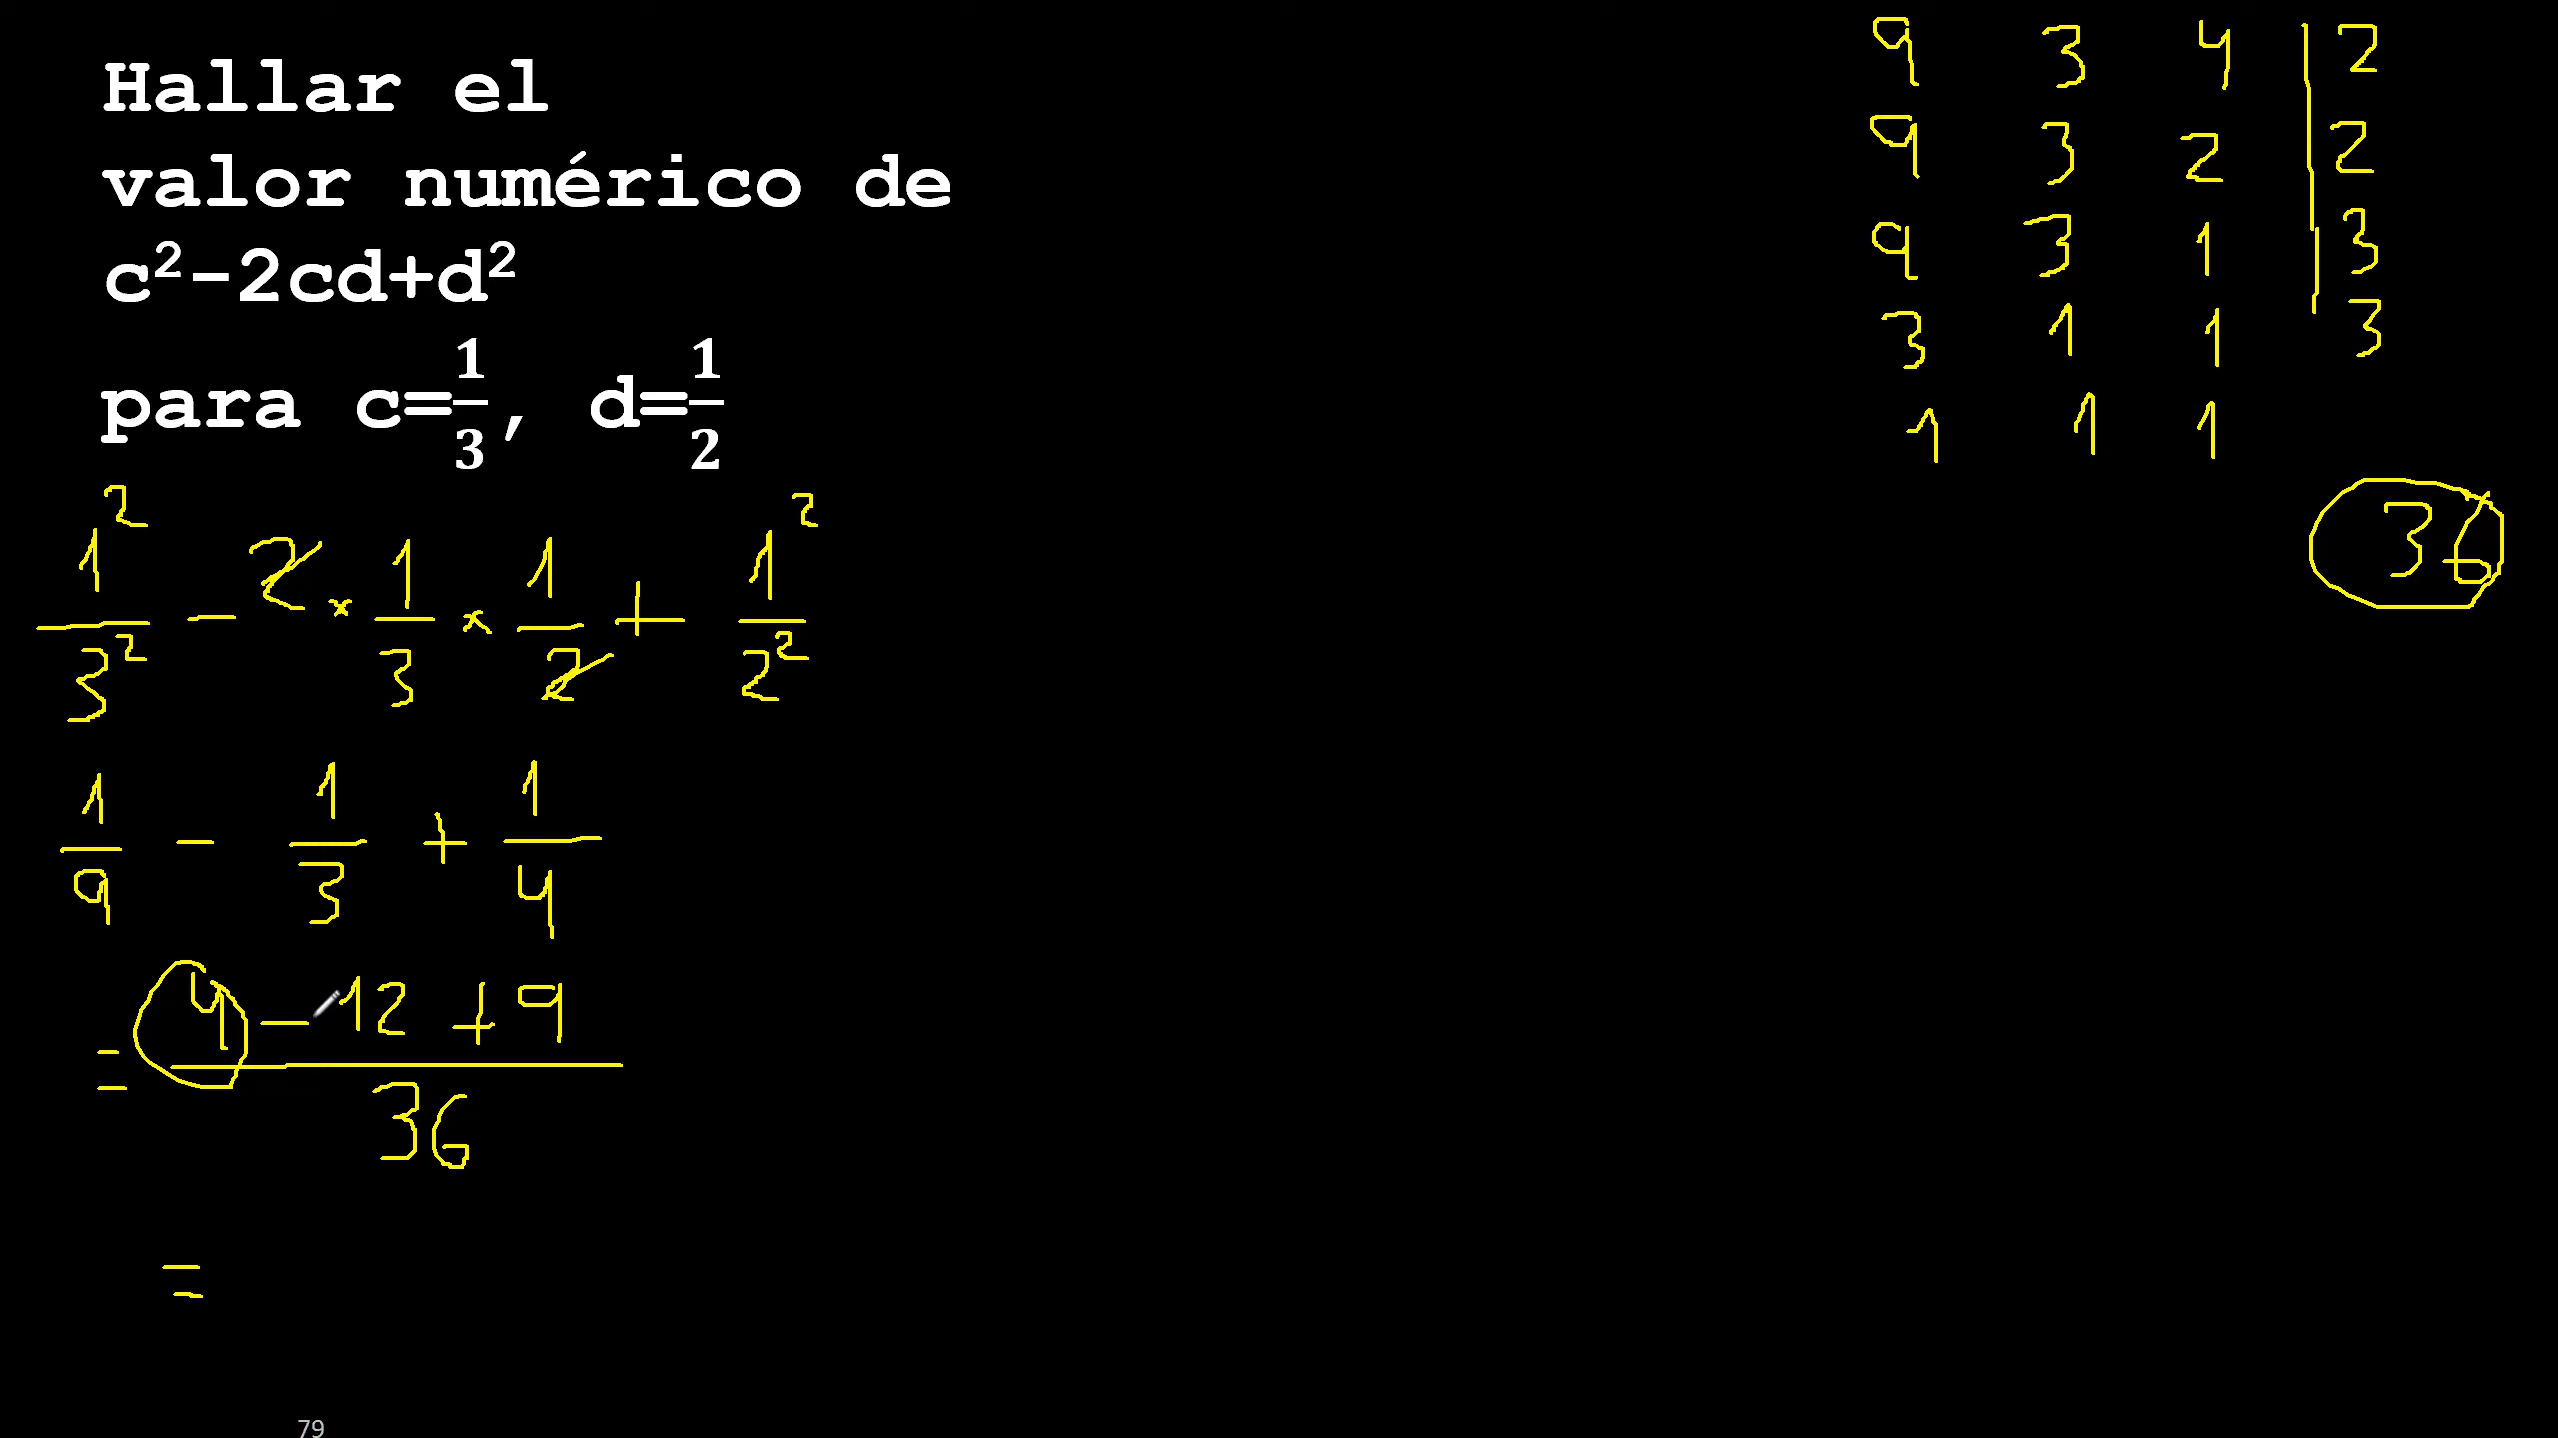 Hallar el
valor numérico de
c²-2cd+d²
para c=1/3, d=1/2
1²/3² - 2 × 1/3 × 1/2 + 1²/2²
1/9 - 1/3 + 1/4
= 4 - 12 + 9 / 36
=
9 3 4 | 2
9 3 2 | 2
9 3 1 | 3
3 1 1 3
1 1 1
36
79